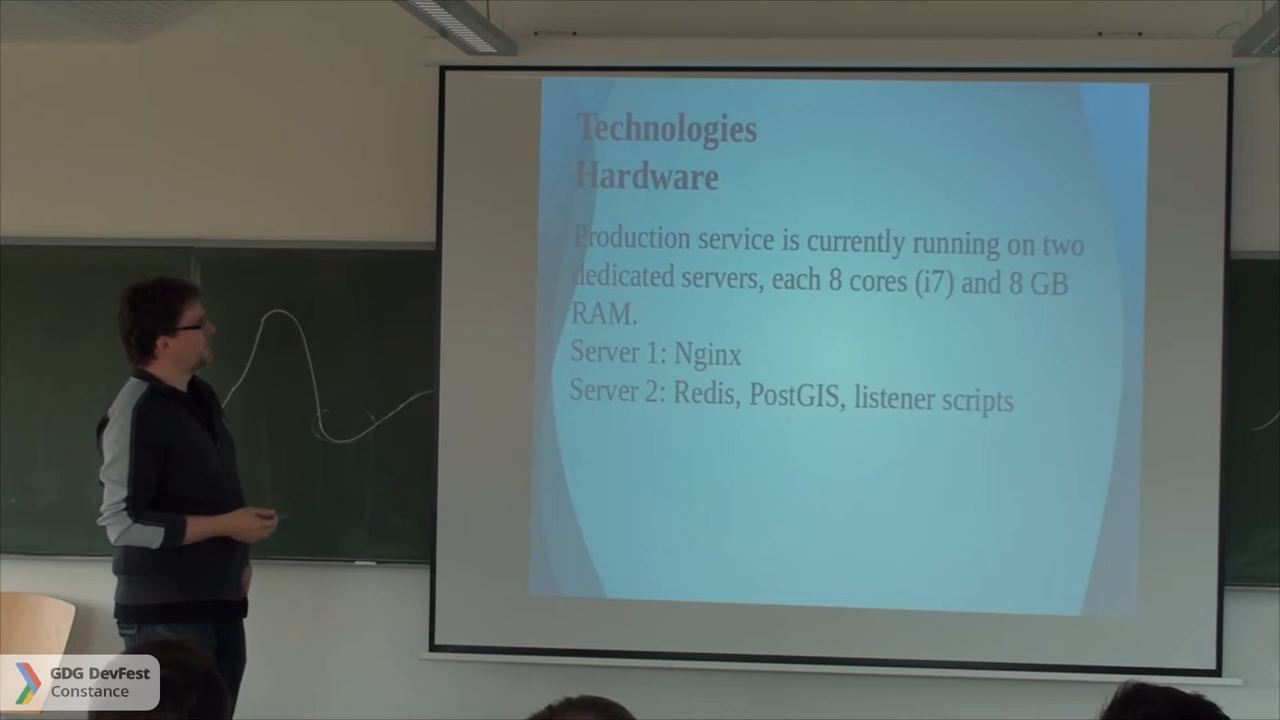 Technologies
Hardware
Production service is currently running on two
dedicated servers, each 8 cores (i7) and 8 GB
RAM.
Server 1: Nginx
Server 2: Redis, PostGIS, listener scripts
GDG DevFest
Constance